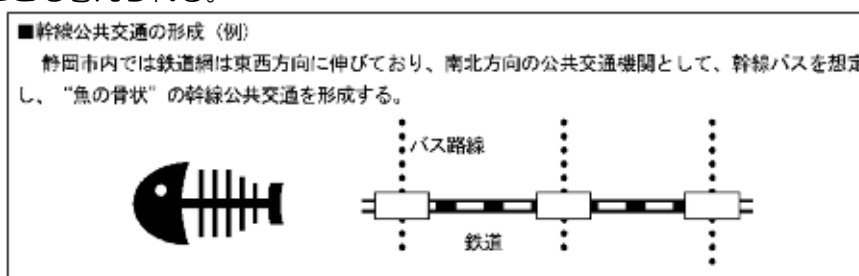 ■幹線公共交通の形成（例）
静岡市内では鉄道網は東西方向に伸びており、南北方向の公共交通機関として、幹線バスを想定
し、“魚の骨状”の幹線公共交通を形成する。
バス路線
鉄道